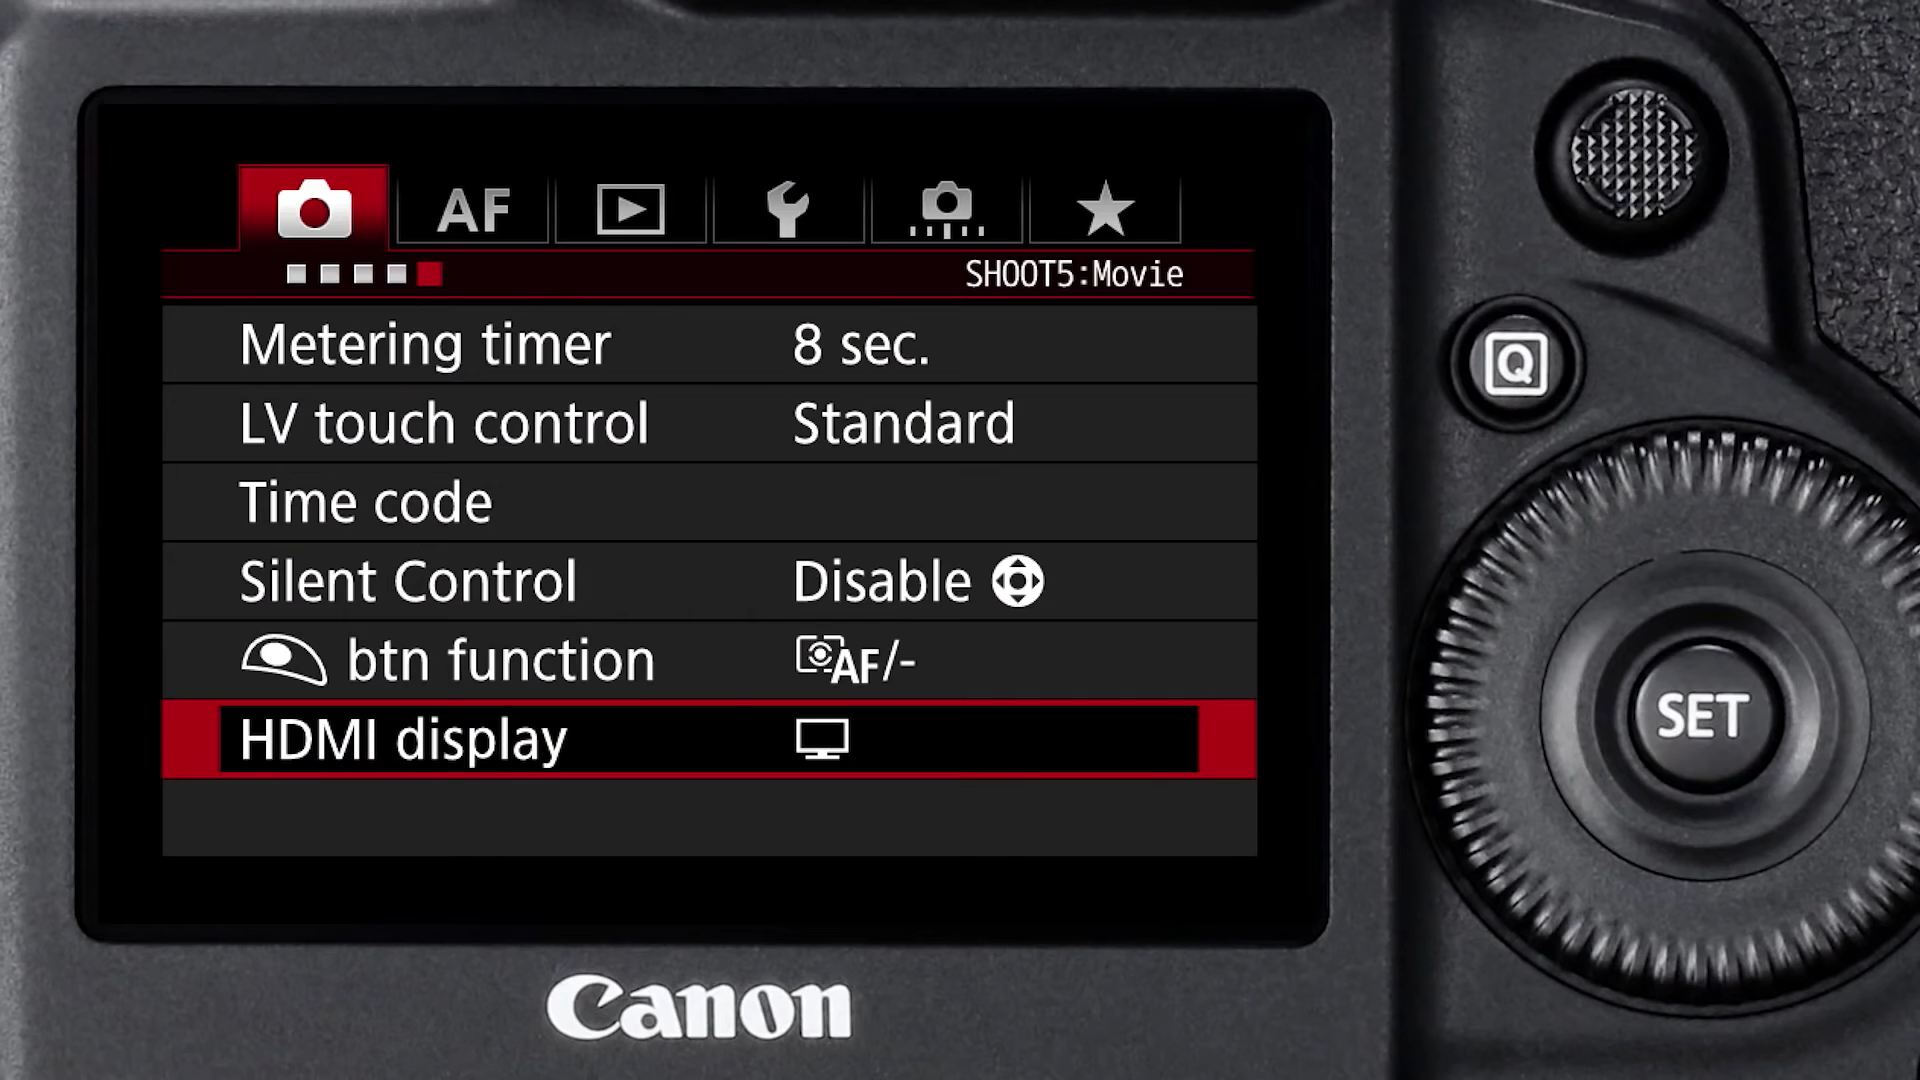 AF
SHOOT5:Movie
Metering timer 8 sec.
LV touch control Standard
Time code
Silent Control Disable
btn function AF/-
HDMI display
Q
SET
Canon